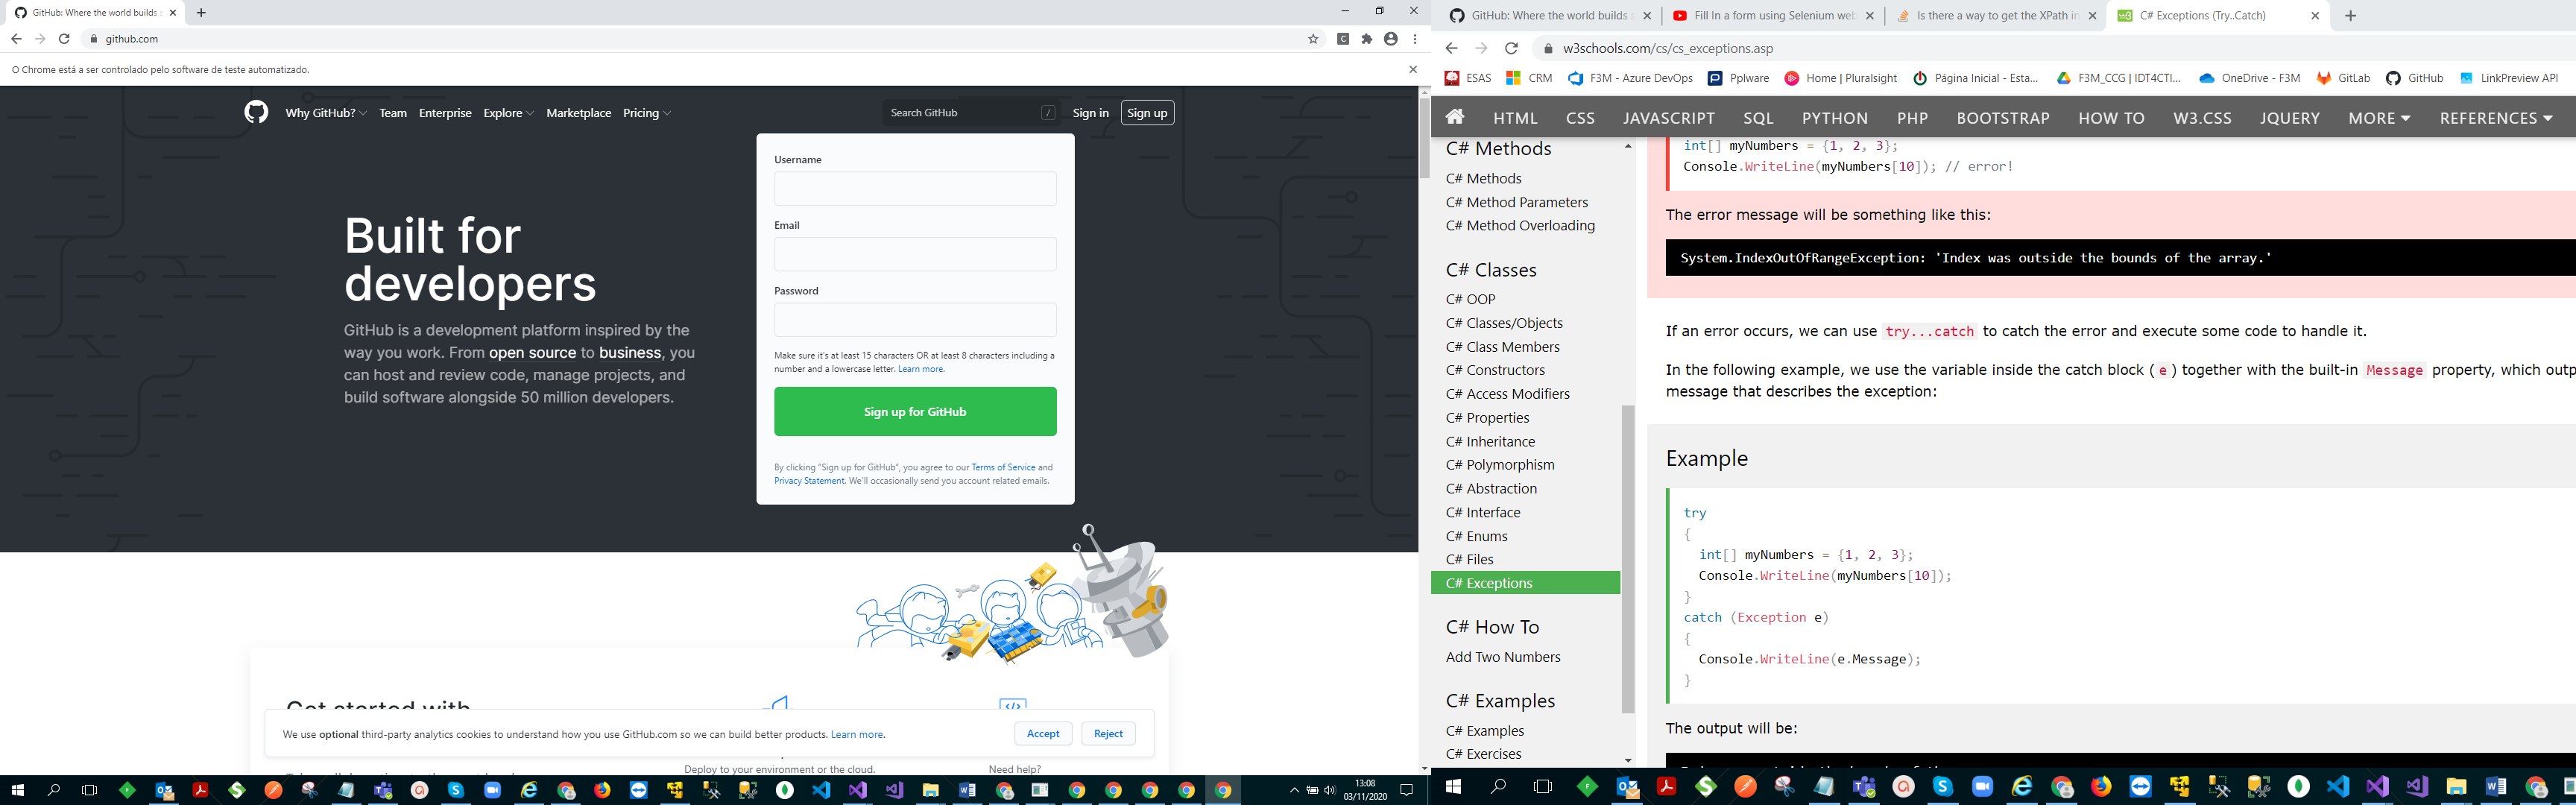 GitHub: Where the world builds s
github.com
O Chrome está a ser controlado pelo software de teste automatizado.
Why GitHub? Team Enterprise Explore Marketplace Pricing Search GitHub / Sign in Sign up
Built for
developers
GitHub is a development platform inspired by the
way you work. From open source to business, you
can host and review code, manage projects, and
build software alongside 50 million developers.
Username
Email
Password
Make sure it's at least 15 characters OR at least 8 characters including a
number and a lowercase letter. Learn more.
Sign up for GitHub
By clicking “Sign up for GitHub”, you agree to our Terms of Service and
Privacy Statement. We'll occasionally send you account related emails.
Get started with
We use optional third-party analytics cookies to understand how you use GitHub.com so we can build better products. Learn more.
Accept Reject
Deploy to your environment or the cloud. Need help?
13:08
03/11/2020
GitHub: Where the world builds s Fill In a form using Selenium web Is there a way to get the XPath in C# Exceptions (Try..Catch)
w3schools.com/cs/cs_exceptions.asp
ESAS CRM F3M - Azure DevOps Pplware Home | Pluralsight Página Inicial - Esta... F3M_CCG | IDT4CTI... OneDrive - F3M GitLab GitHub LinkPreview API
HTML CSS JAVASCRIPT SQL PYTHON PHP BOOTSTRAP HOW TO W3.CSS JQUERY MORE REFERENCES
C# Methods
C# Methods
C# Method Parameters
C# Method Overloading
C# Classes
C# OOP
C# Classes/Objects
C# Class Members
C# Constructors
C# Access Modifiers
C# Properties
C# Inheritance
C# Polymorphism
C# Abstraction
C# Interface
C# Enums
C# Files
C# Exceptions
C# How To
Add Two Numbers
C# Examples
C# Examples
C# Exercises
int[] myNumbers = {1, 2, 3};
Console.WriteLine(myNumbers[10]); // error!
The error message will be something like this:
System.IndexOutOfRangeException: 'Index was outside the bounds of the array.'
If an error occurs, we can use try...catch to catch the error and execute some code to handle it.
In the following example, we use the variable inside the catch block (e) together with the built-in Message property, which outp
message that describes the exception:
Example
try
{
int[] myNumbers = {1, 2, 3};
Console.WriteLine(myNumbers[10]);
}
catch (Exception e)
{
Console.WriteLine(e.Message);
}
The output will be: